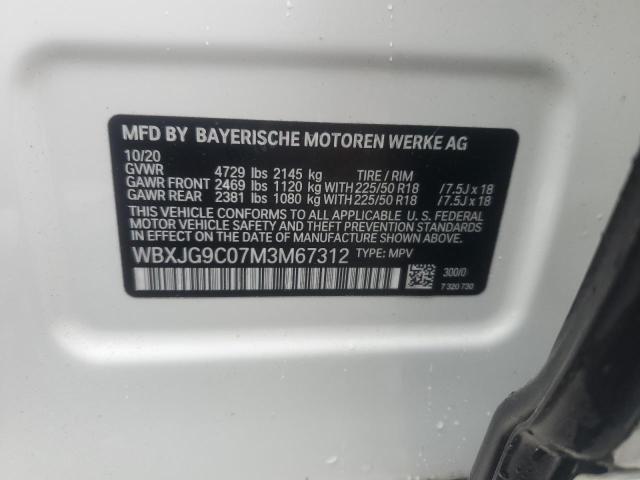 MFD BY BAYERISCHE MOTOREN WERKE AG
10/20
GVWR 4729 lbs 2145 kg TIRE / RIM
GAWR FRONT 2469 lbs 1120 kg WITH 225/50 R18 /7.5J x 18
GAWR REAR 2381 lbs 1080 kg WITH 225/50 R18 /7.5J x 18
THIS VEHICLE CONFORMS TO ALL APPLICABLE U. S. FEDERAL
MOTOR VEHICLE SAFETY, BUMPER, AND THEFT PREVENTION
STANDARDS IN EFFECT ON THE DATE OF MANUFACTURE SHOWN ABOVE.
WBXJG9C07M3M67312 TYPE: MPV
300/0
7 320 730